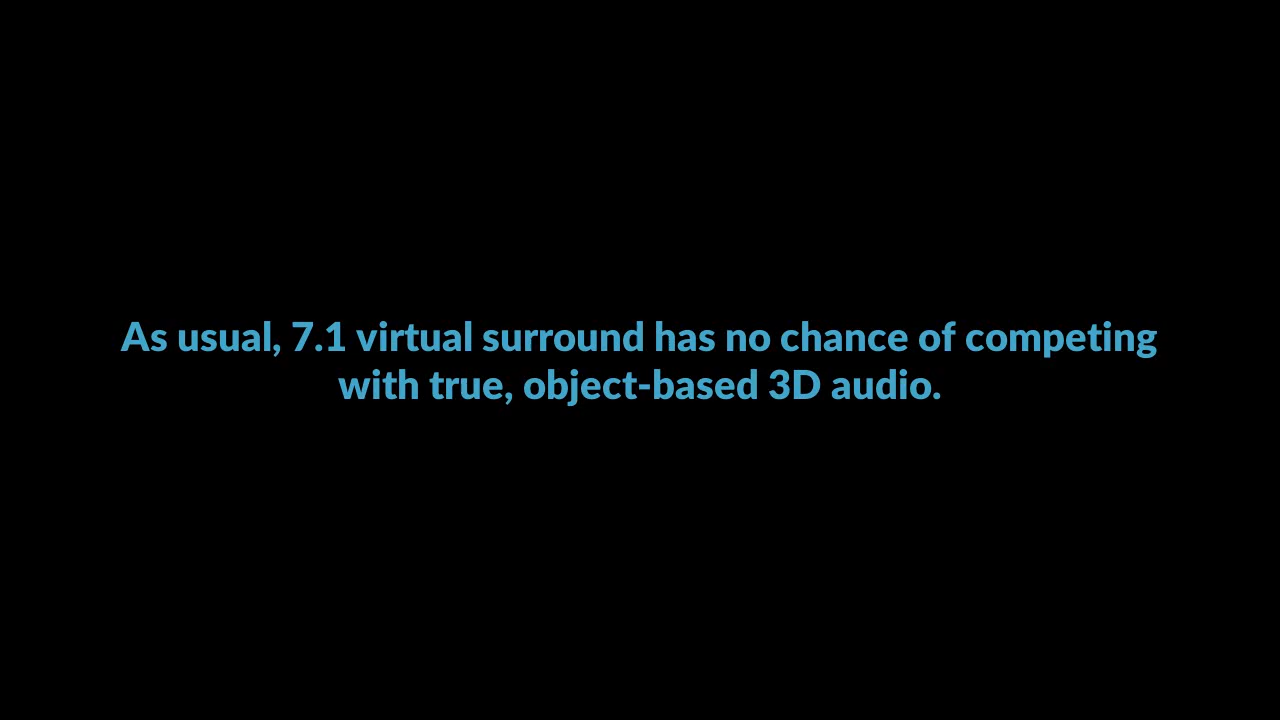 As usual, 7.1 virtual surround has no chance of competing
with true, object-based 3D audio.